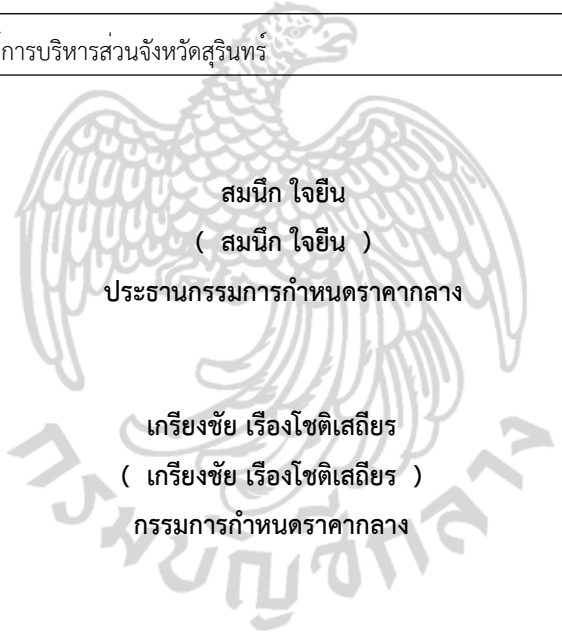 การบริหารส่วนจังหวัดสุรินทร์
สมนึก ใจยืน
( สมนึก ใจยืน )
ประธานกรรมการกำหนดราคากลาง
เกรียงชัย เรืองโชติเสถียร
( เกรียงชัย เรืองโชติเสถียร )
กรรมการกำหนดราคากลาง
กรมบัญชีกลาง